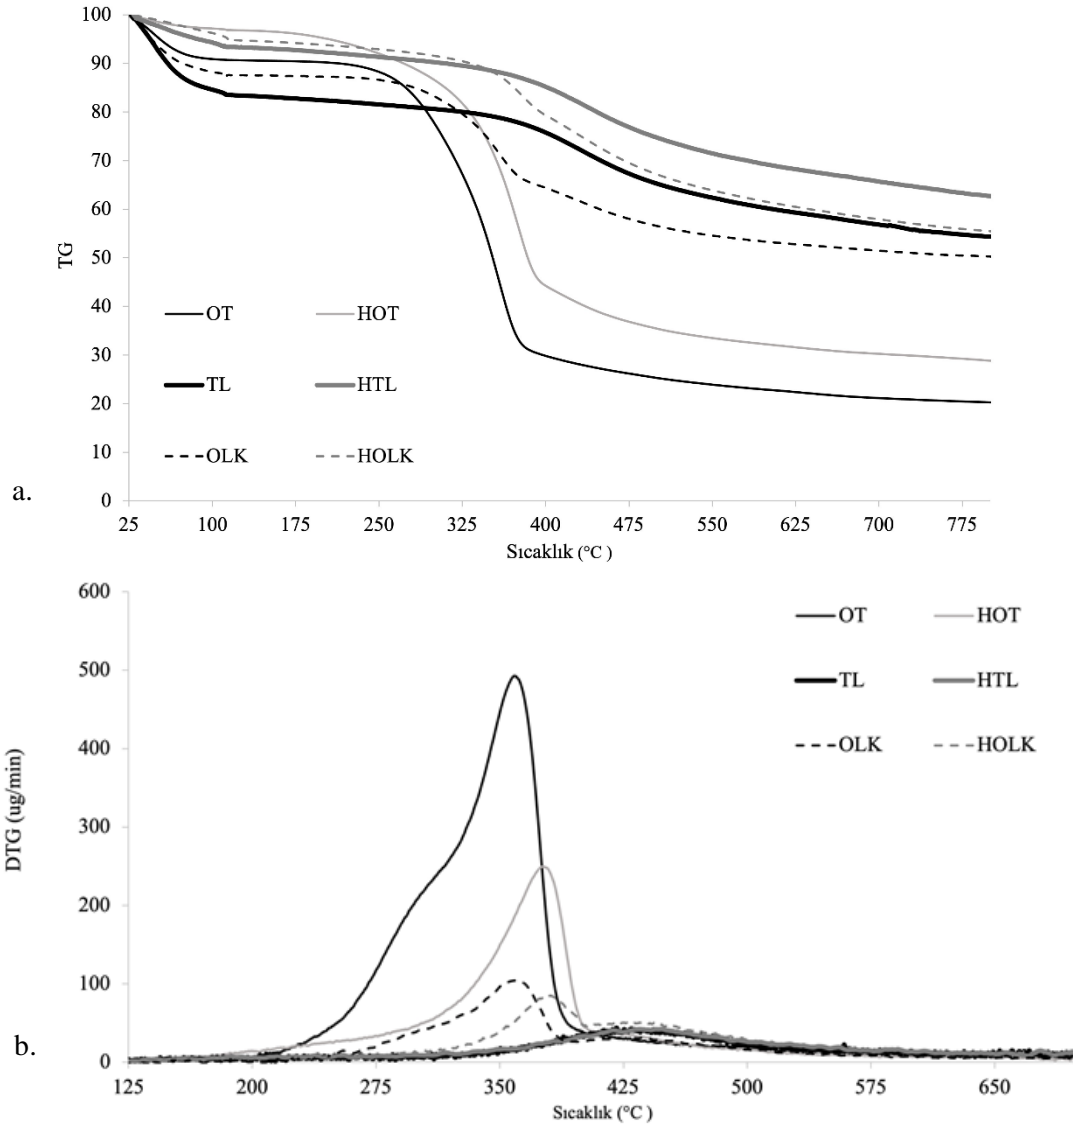 100
90
80
70
60
50
40
30
20
10
0
TG
OT HOT
TL HTL
OLK HOLK
a.
25 100 175 250 325 400 475 550 625 700 775
Sıcaklık (°C )
600
500
400
300
200
100
0
DTG (ug/min)
OT HOT
TL HTL
OLK HOLK
b.
125 200 275 350 425 500 575 650
Sıcaklık (°C )